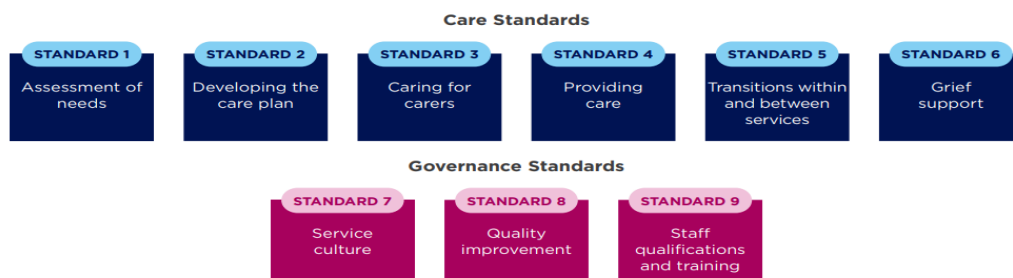 Care Standards
STANDARD 1
Assessment of
needs
STANDARD 2
Developing the
care plan
STANDARD 3
Caring for
carers
STANDARD 4
Providing
care
STANDARD 5
Transitions within
and between
services
STANDARD 6
Grief
support
Governance Standards
STANDARD 7
Service
culture
STANDARD 8
Quality
improvement
STANDARD 9
Staff
qualifications
and training